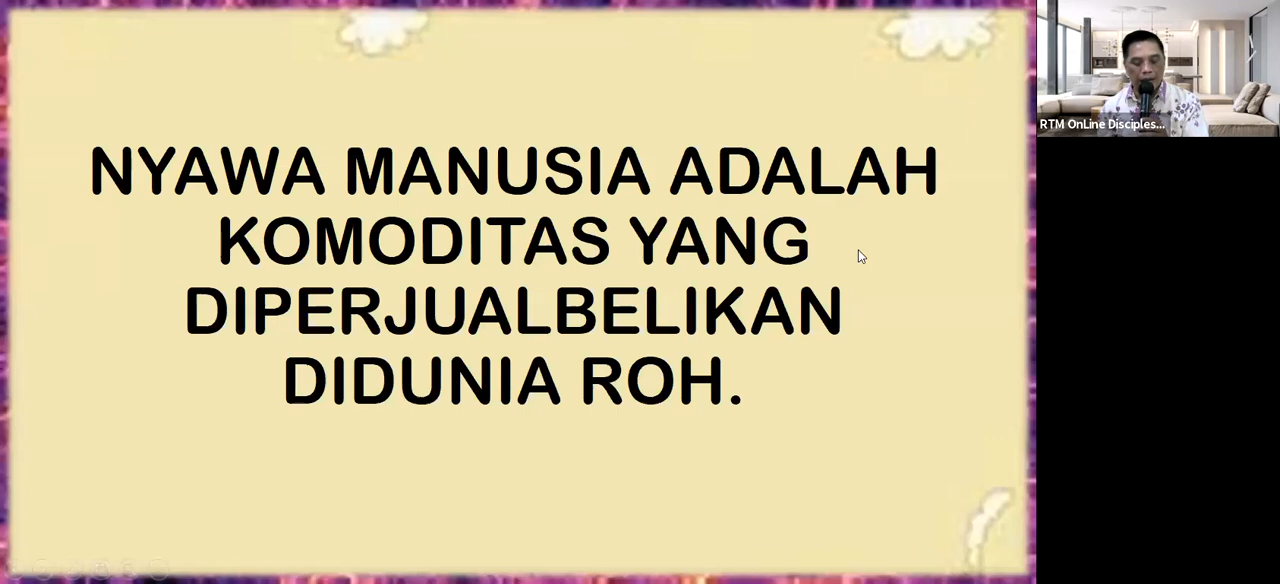 NYAWA MANUSIA ADALAH
KOMODITAS YANG
DIPERJUALBELIKAN
DIDUNIA ROH.
RTM OnLine Disciples...